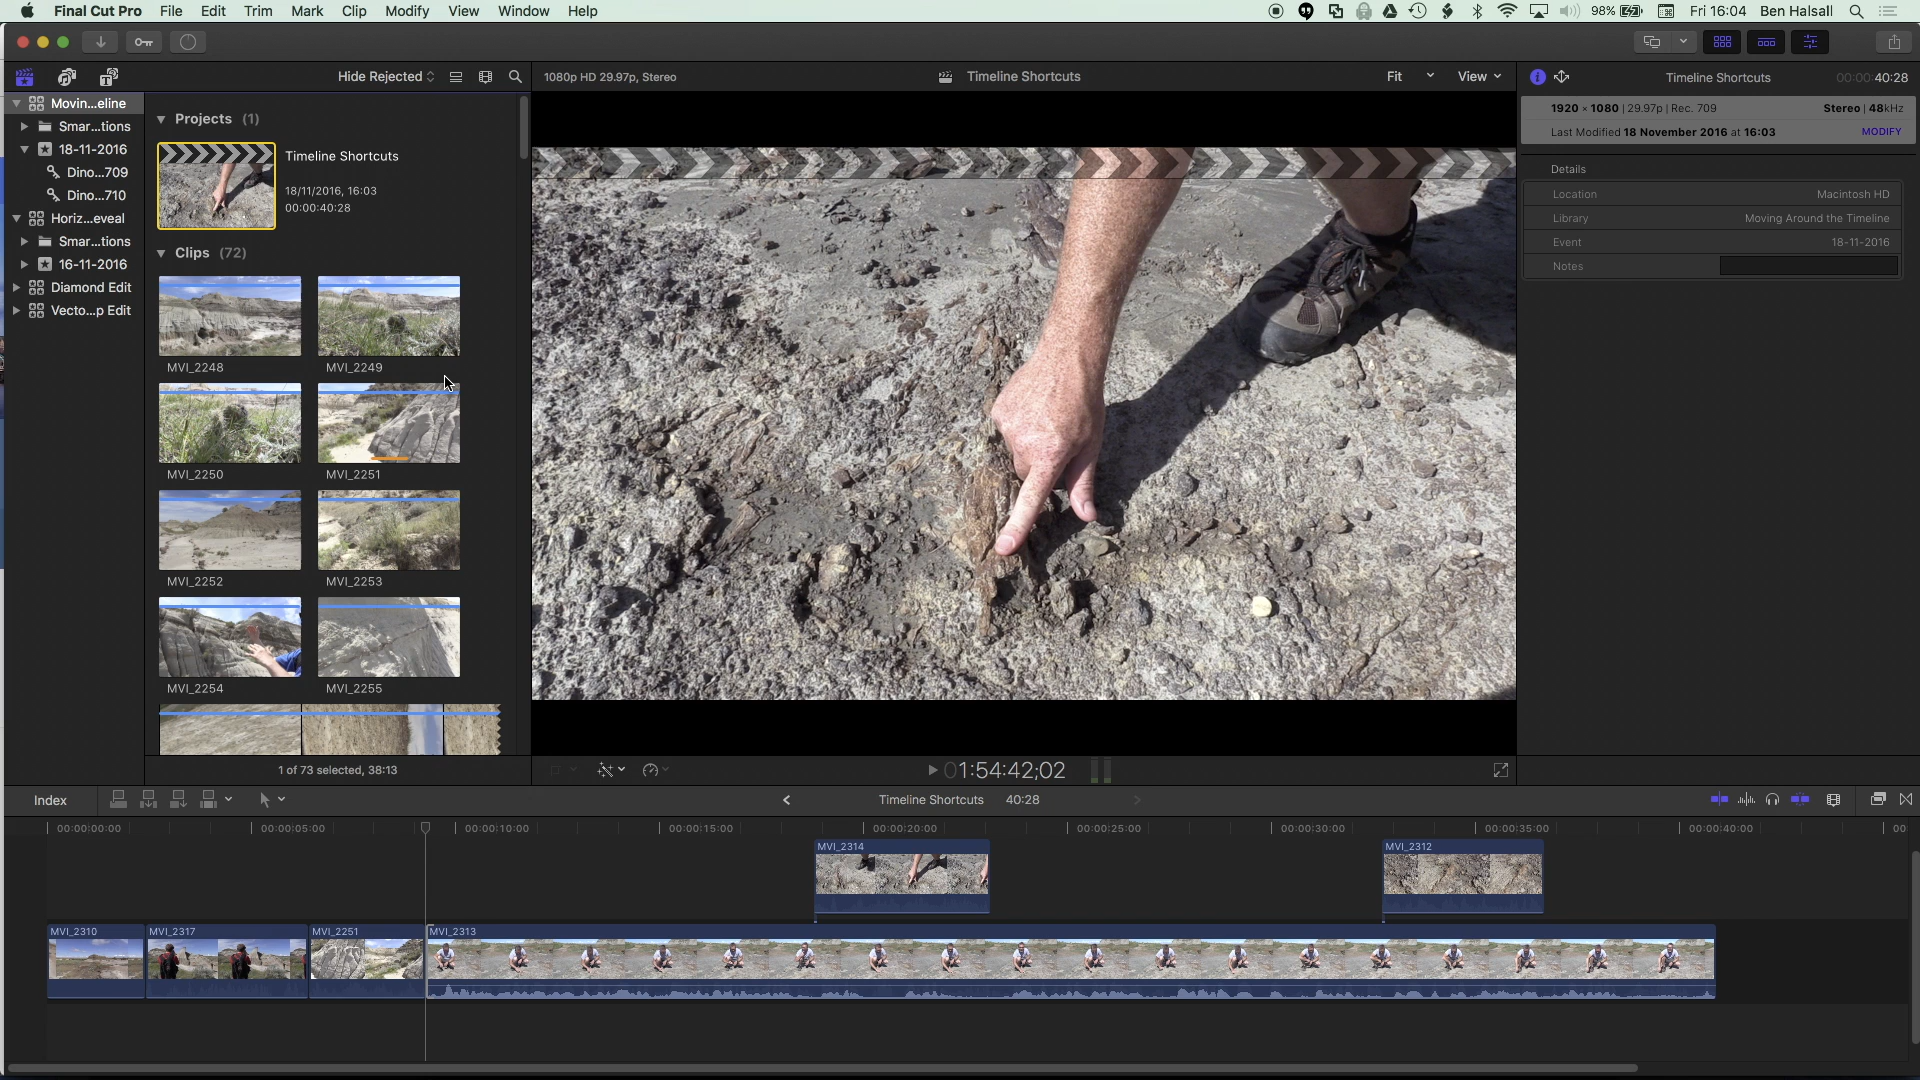 Final Cut Pro File Edit Trim Mark Clip Modify View Window Help 98% Fri 16:04 Ben Halsall
Hide Rejected 1080p HD 29.97p, Stereo Timeline Shortcuts Fit View Timeline Shortcuts 00:00:40:28
Movin...eline
Smar...tions
18-11-2016
Dino...709
Dino...710
Horiz...eveal
Smar...tions
16-11-2016
Diamond Edit
Vecto...p Edit
Projects (1)
Timeline Shortcuts
18/11/2016, 16:03
00:00:40:28
Clips (72)
MVI_2248 MVI_2249
MVI_2250 MVI_2251
MVI_2252 MVI_2253
MVI_2254 MVI_2255
1 of 73 selected, 38:13
01:54:42;02
1920 × 1080 | 29.97p | Rec. 709 Stereo | 48kHz
Last Modified 18 November 2016 at 16:03 MODIFY
Details
Location Macintosh HD
Library Moving Around the Timeline
Event 18-11-2016
Notes
Index Timeline Shortcuts 40:28
00:00:00:00 00:00:05:00 00:00:10:00 00:00:15:00 00:00:20:00 00:00:25:00 00:00:30:00 00:00:35:00 00:00:40:00 00
MVI_2314 MVI_2312
MVI_2310 MVI_2317 MVI_2251 MVI_2313